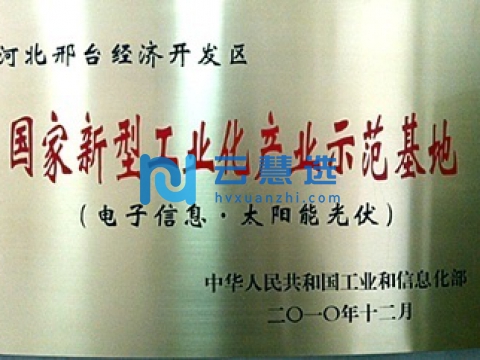 河北邢台经济开发区
国家新型工业化产业示范基地
云慧选
hvxuanzhi.com
（电子信息·太阳能光伏）
中华人民共和国工业和信息化部
二〇一〇年十二月